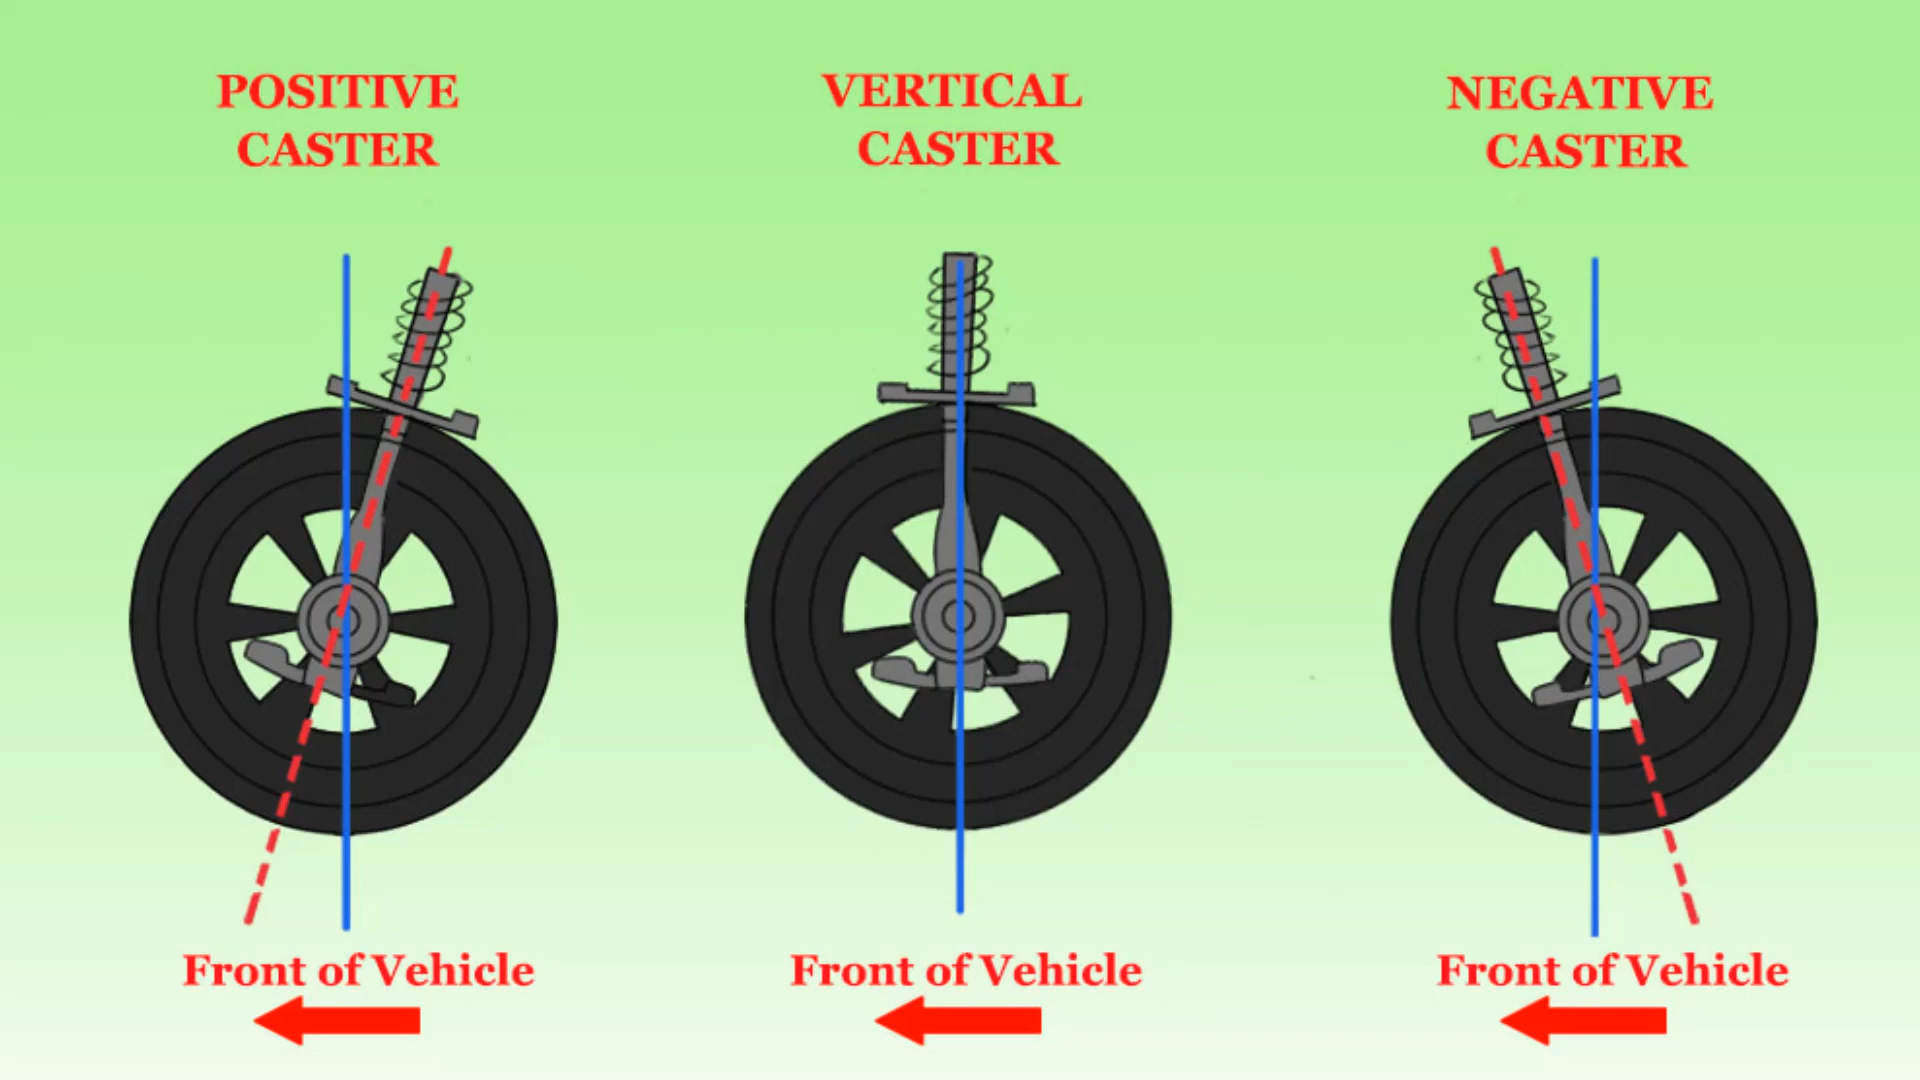 POSITIVE
CASTER
VERTICAL
CASTER
NEGATIVE
CASTER
Front of Vehicle
Front of Vehicle
Front of Vehicle